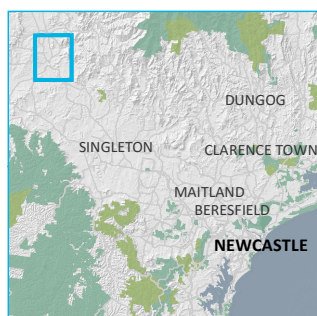 DUNGOG
SINGLETON
CLARENCE TOWN
MAITLAND
BERESFIELD
NEWCASTLE